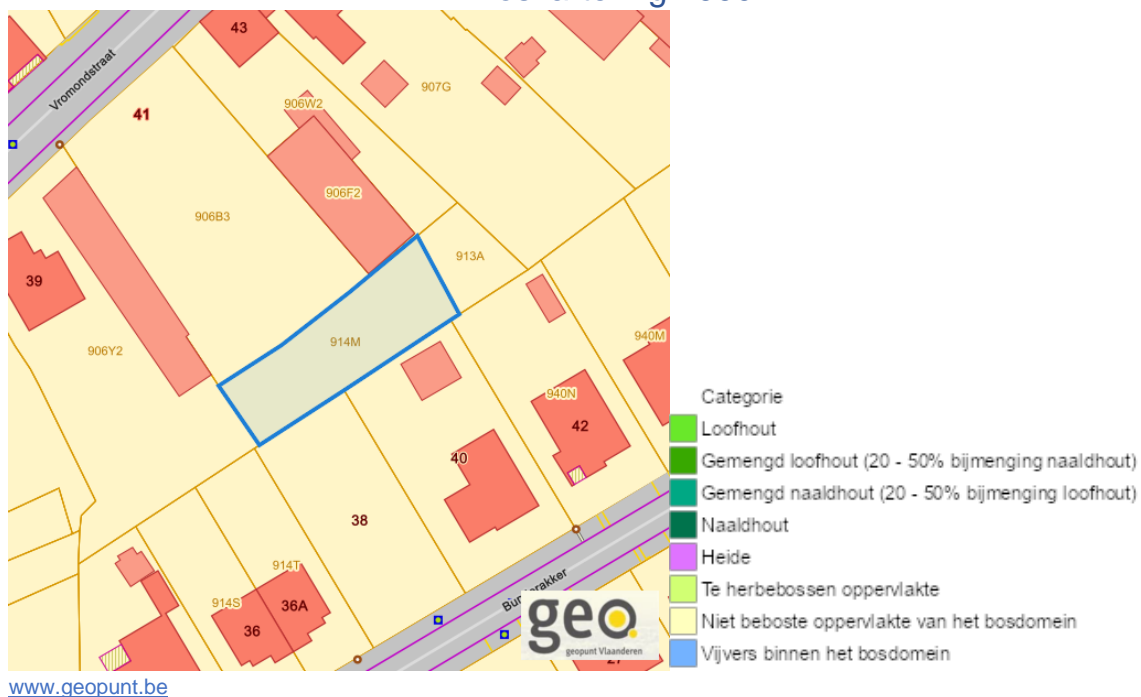 43
Vromondstraat
907G
906W2
41
906F2
906B3
913A
39
914M
940M
906Y2
940N
42
40
38
914T
914S
36A
36
geo
geopunt Vlaanderen
Categorie
Loofhout
Gemengd loofhout (20 - 50% bijmenging naaldhout)
Gemengd naaldhout (20 - 50% bijmenging loofhout)
Naaldhout
Heide
Te herbebossen oppervlakte
Niet beboste oppervlakte van het bosdomein
Vijvers binnen het bosdomein
www.geopunt.be